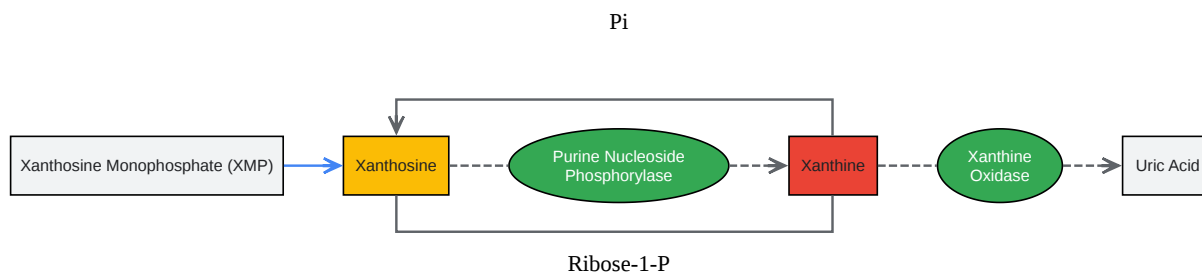 Pi
Xanthosine Monophosphate (XMP)
Xanthosine
Purine Nucleoside
Phosphorylase
Xanthine
Xanthine
Oxidase
Uric Acid
Ribose-1-P